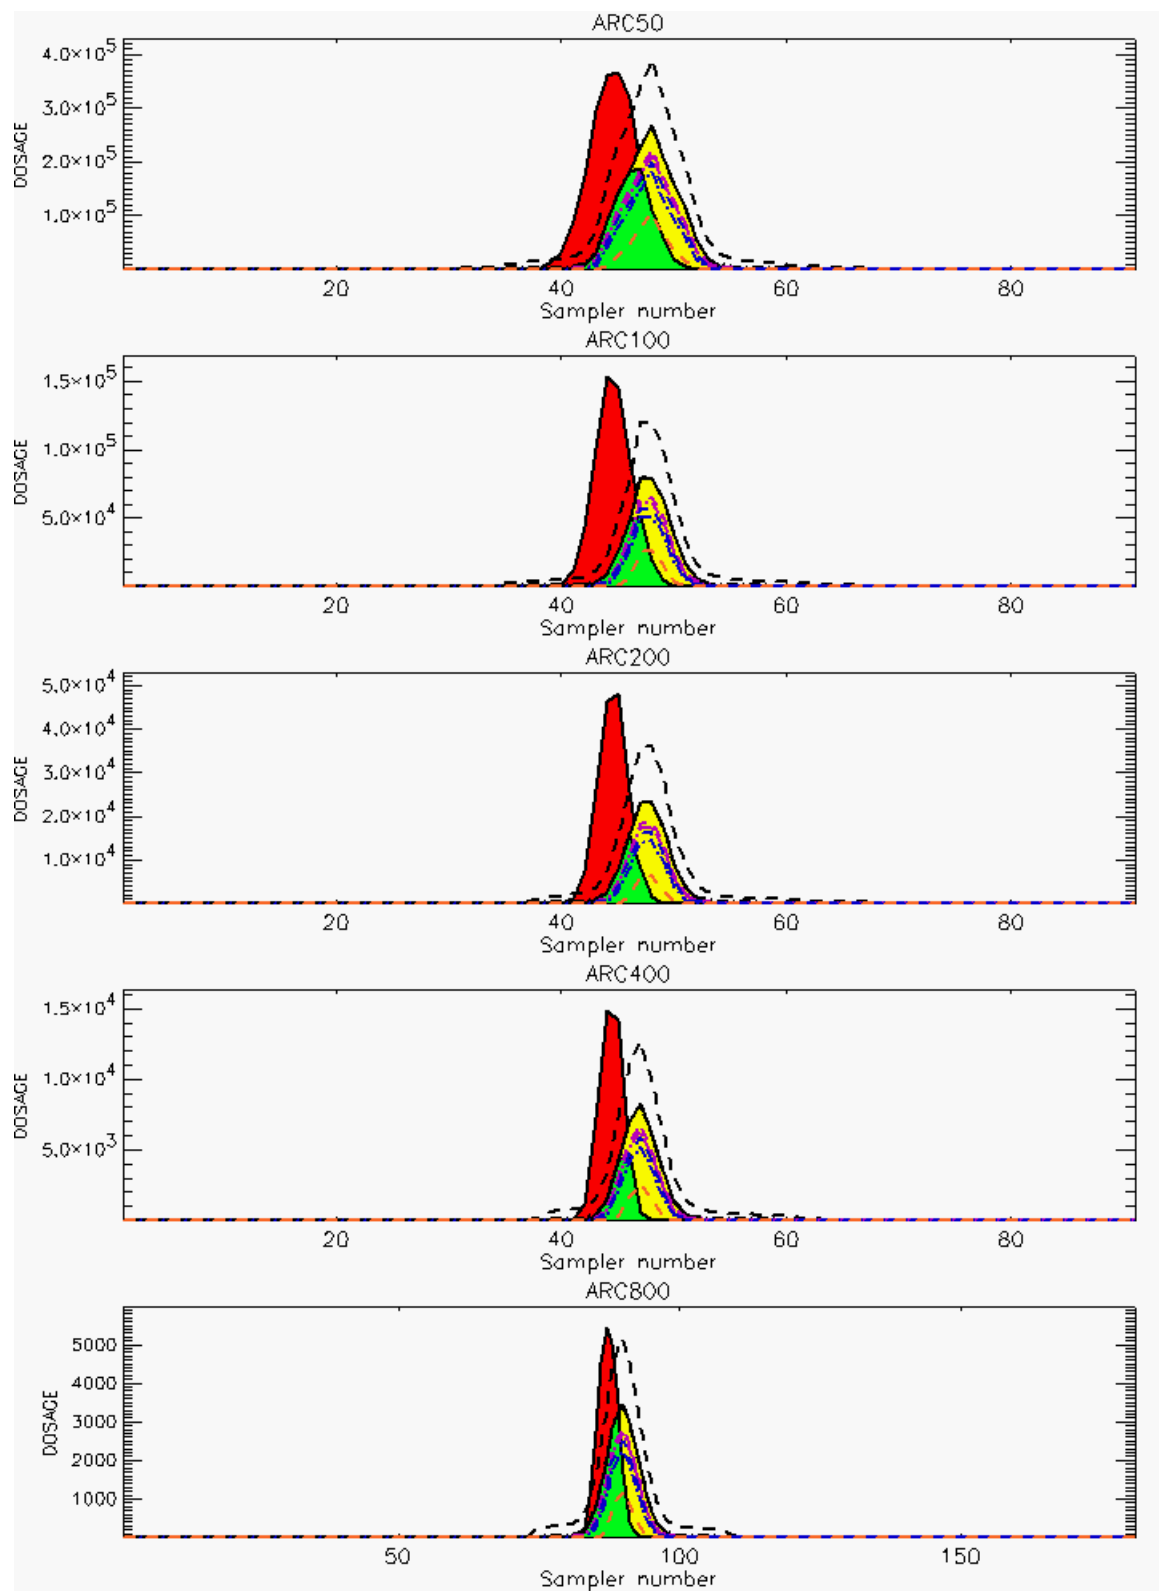 ARC50
4.0×10⁵
3.0×10⁵
2.0×10⁵
1.0×10⁵
DOSAGE
20 40 60 80
Sampler number
ARC100
1.5×10⁵
1.0×10⁵
5.0×10⁴
DOSAGE
20 40 60 80
Sampler number
ARC200
5.0×10⁴
4.0×10⁴
3.0×10⁴
2.0×10⁴
1.0×10⁴
DOSAGE
20 40 60 80
Sampler number
ARC400
1.5×10⁴
1.0×10⁴
5.0×10³
DOSAGE
20 40 60 80
Sampler number
ARC800
5000
4000
3000
2000
1000
DOSAGE
50 100 150
Sampler number